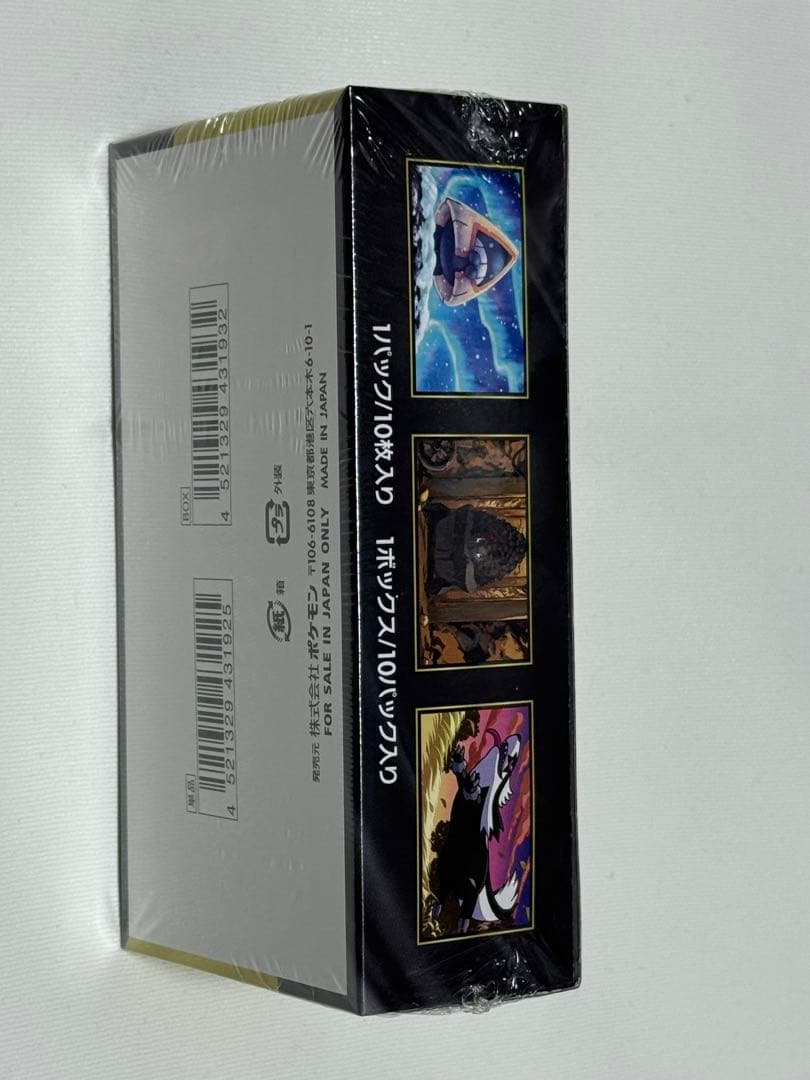 1パック/10枚入り 1ボックス/10パック入り
BOX
4 521329 431932
単品
4 521329 431925
紙 箱 プラ 外装
発売元 株式会社 ポケモン 〒106-6108 東京都港区六本木6-10-1
FOR SALE IN JAPAN ONLY MADE IN JAPAN